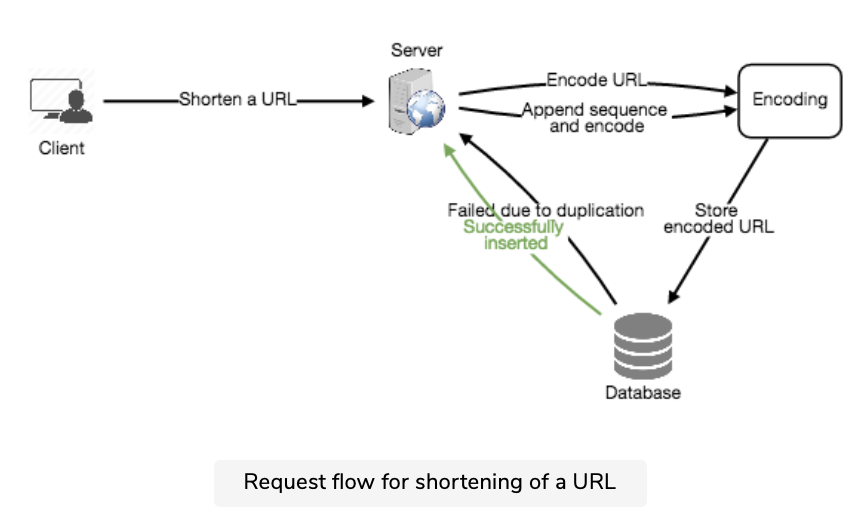 Server
Shorten a URL
Client
Encode URL
Append sequence
and encode
Encoding
Failed due to duplication
Successfully
inserted
Store
encoded URL
Database
Request flow for shortening of a URL